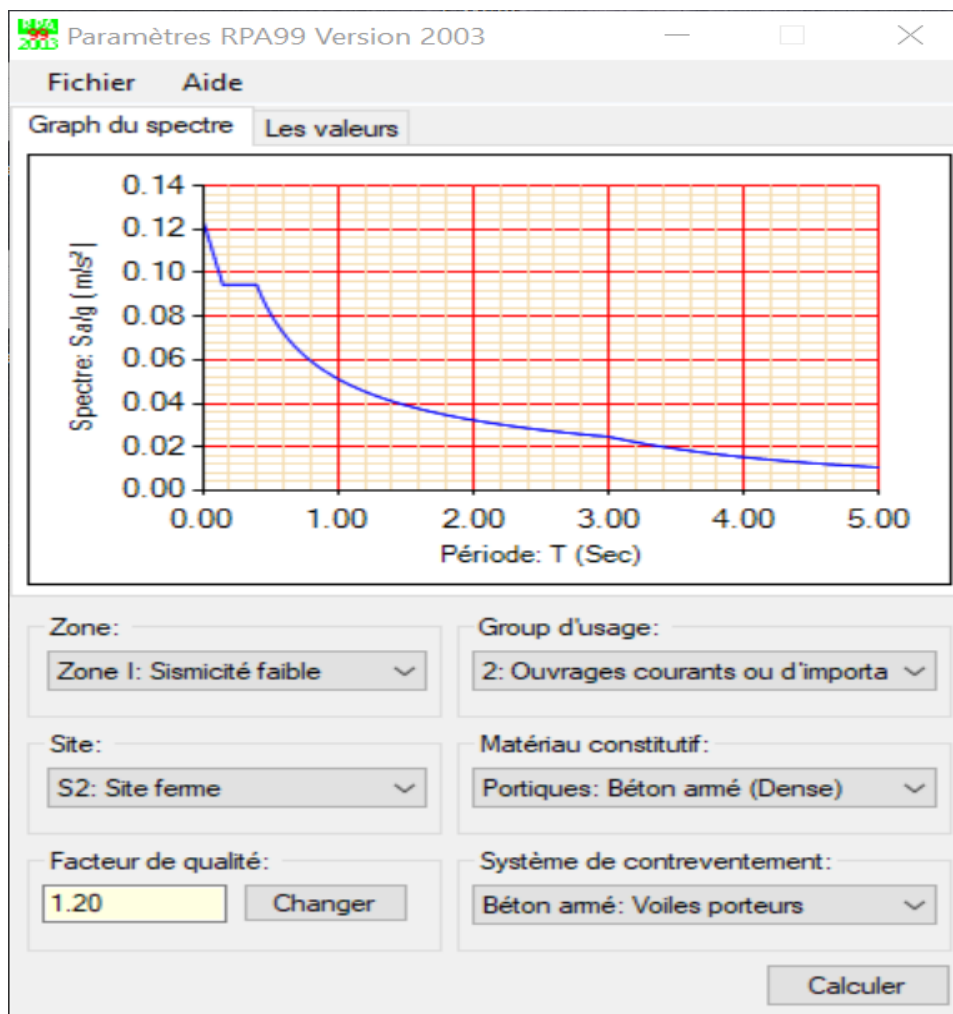 RPA
99
2003
Paramètres RPA99 Version 2003
Fichier Aide
Graph du spectre Les valeurs
Spectre: Sa/g [ m/s²]
0.14
0.12
0.10
0.08
0.06
0.04
0.02
0.00
0.00 1.00 2.00 3.00 4.00 5.00
Période: T (Sec)
Zone: Group d'usage:
Zone I: Sismicité faible 2: Ouvrages courants ou d'importa
Site: Matériau constitutif:
S2: Site ferme Portiques: Béton armé (Dense)
Facteur de qualité: Système de contreventement:
1.20 Changer Béton armé: Voiles porteurs
Calculer